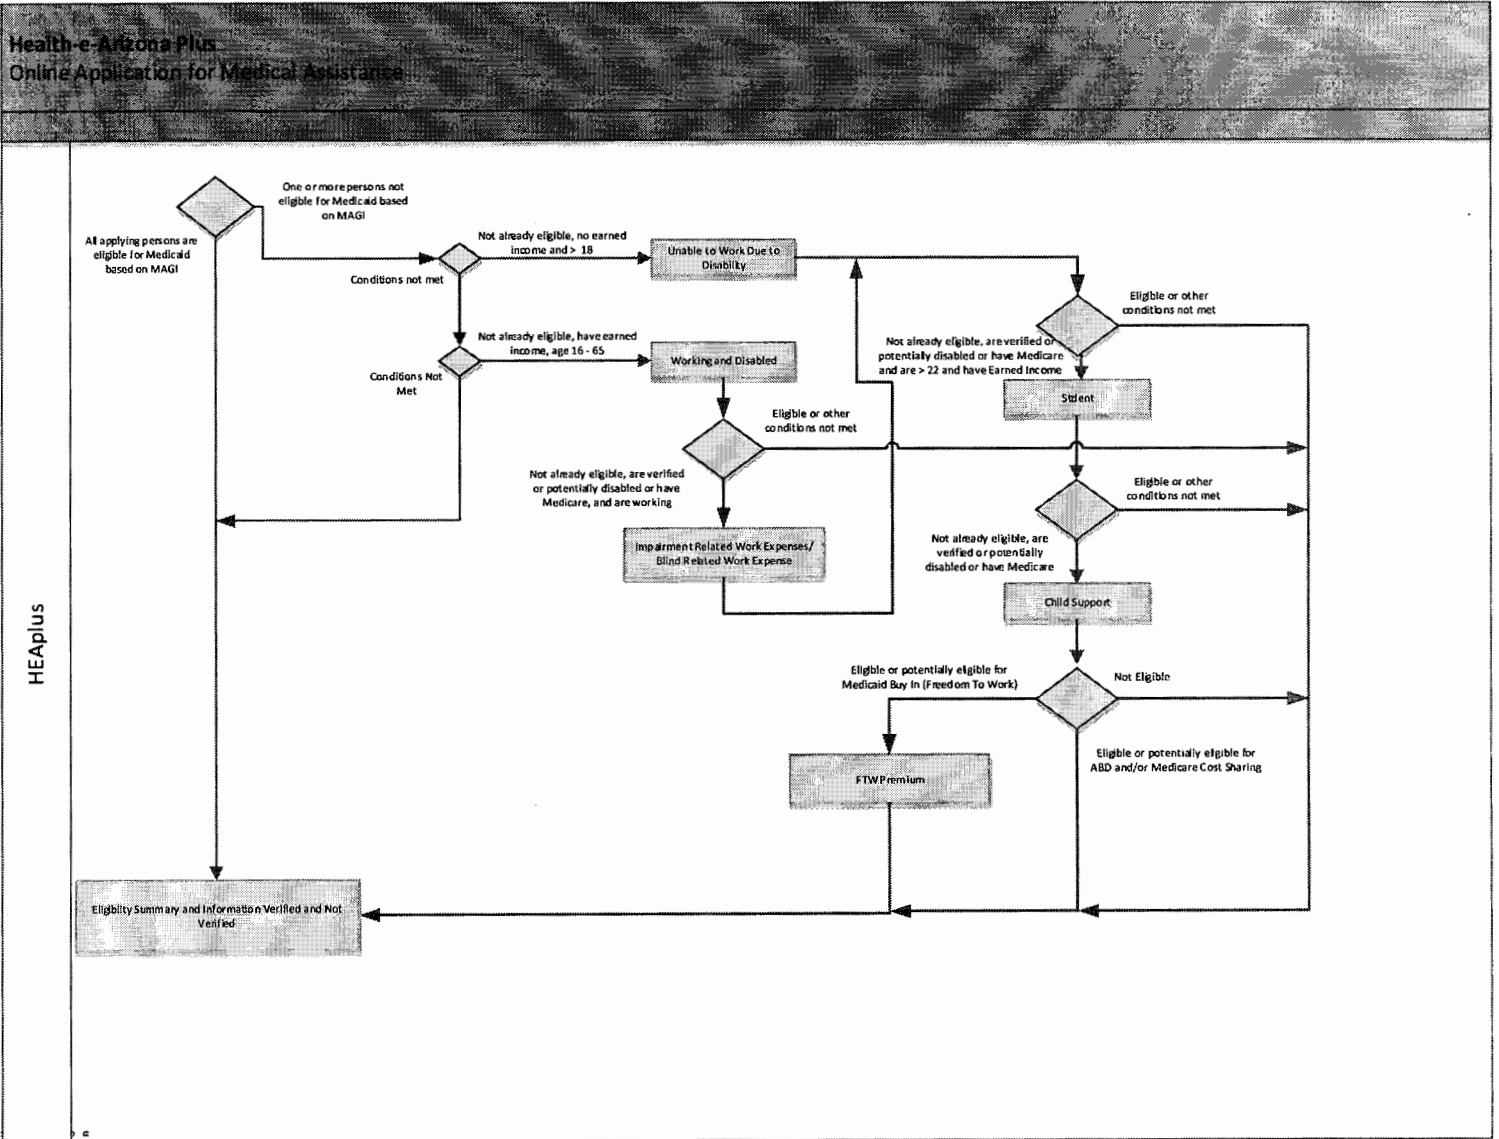 Health-e-Arizona Plus
Online Application for Medical Assistance
HEAplus
One or more persons not
eligible for Medicaid based
on MAGI
All applying persons are
eligible for Medicaid
based on MAGI
Not already eligible, no earned
income and > 18
Conditions not met
Unable to Work Due to
Disability
Eligible or other
conditions not met
Not already eligible, have earned
income, age 16 - 65
Conditions Not
Met
Working and Disabled
Not already eligible, are verified or
potentially disabled or have Medicare
and are > 22 and have Earned Income
Stdent
Eligible or other
conditions not met
Not already eligible, are verified
or potentially disabled or have
Medicare, and are working
Eligible or other
conditions not met
Impairment Related Work Expenses/
Blind Related Work Expense
Not already eligible, are
verified or potentially
disabled or have Medicare
Child Support
Eligible or potentially eligible for
Medicaid Buy In (Freedom To Work)
Not Eligible
Eligible or potentially eligible for
ABD and/or Medicare Cost Sharing
FTW Premium
Eligibilty Summary and Information Verified and Not
Verified